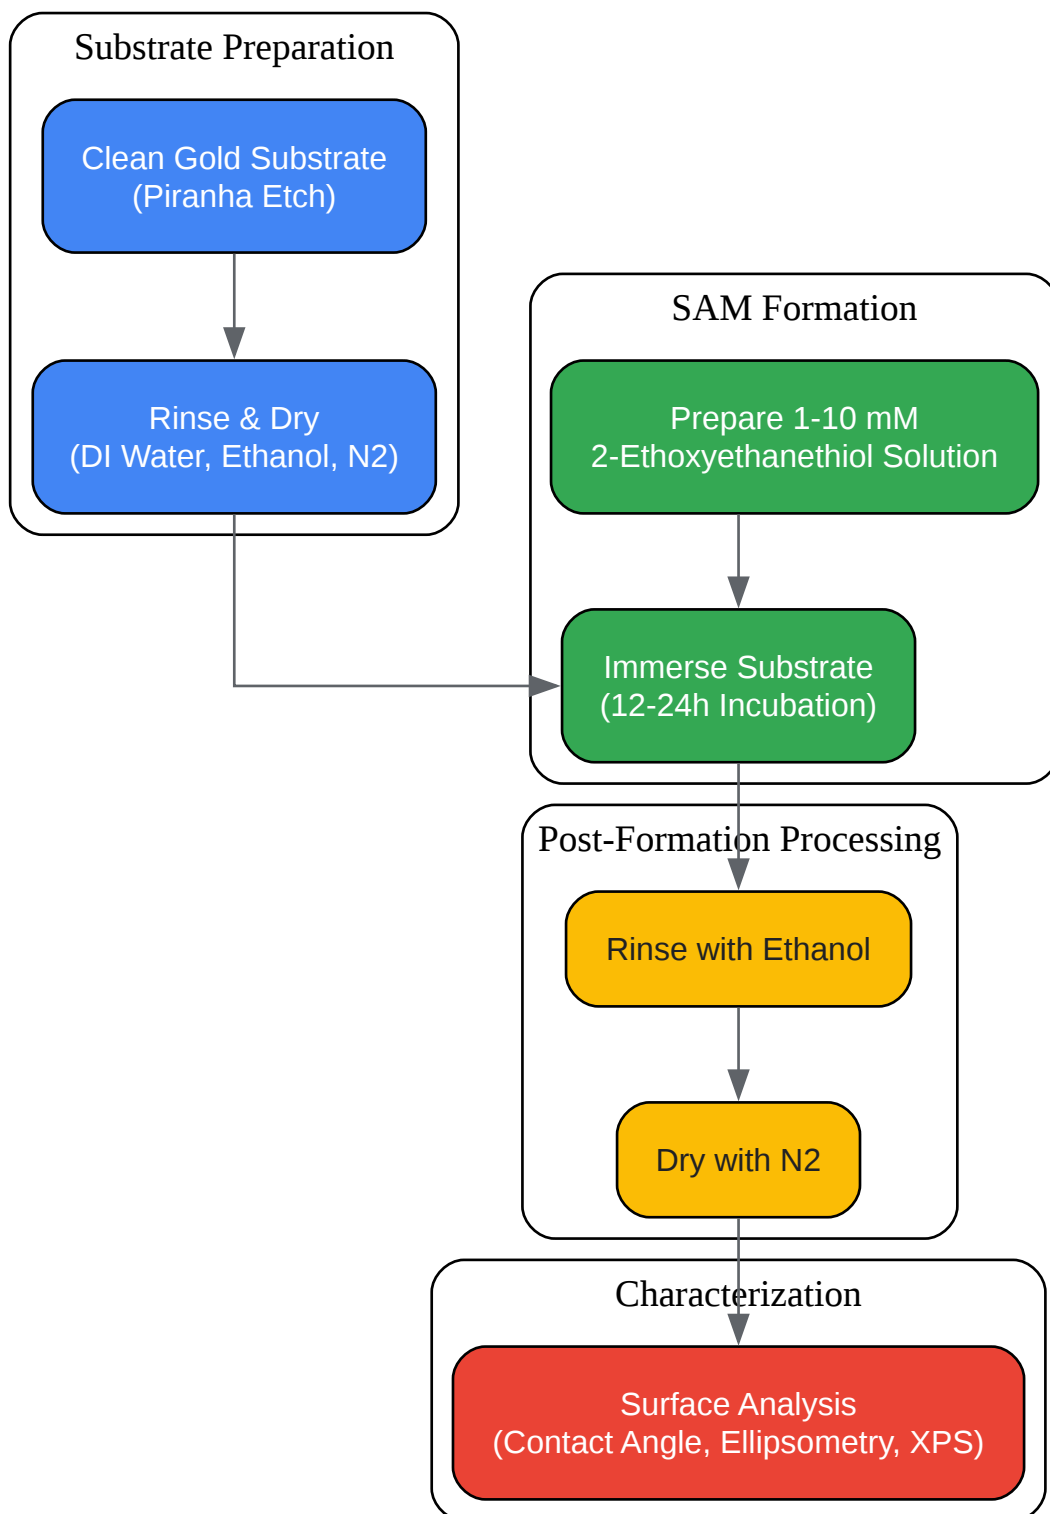 Substrate Preparation
Clean Gold Substrate
(Piranha Etch)
Rinse & Dry
(DI Water, Ethanol, N2)
SAM Formation
Prepare 1-10 mM
2-Ethoxyethanethiol Solution
Immerse Substrate
(12-24h Incubation)
Post-Formation Processing
Rinse with Ethanol
Dry with N2
Characterization
Surface Analysis
(Contact Angle, Ellipsometry, XPS)